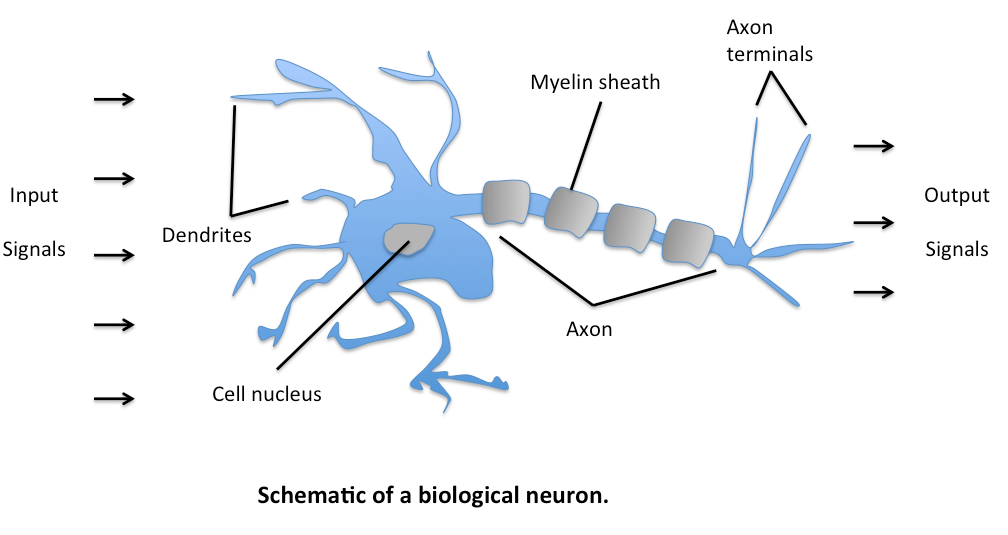 Axon
terminals
Myelin sheath
Input
Signals
Dendrites
Output
Signals
Axon
Cell nucleus
Schematic of a biological neuron.